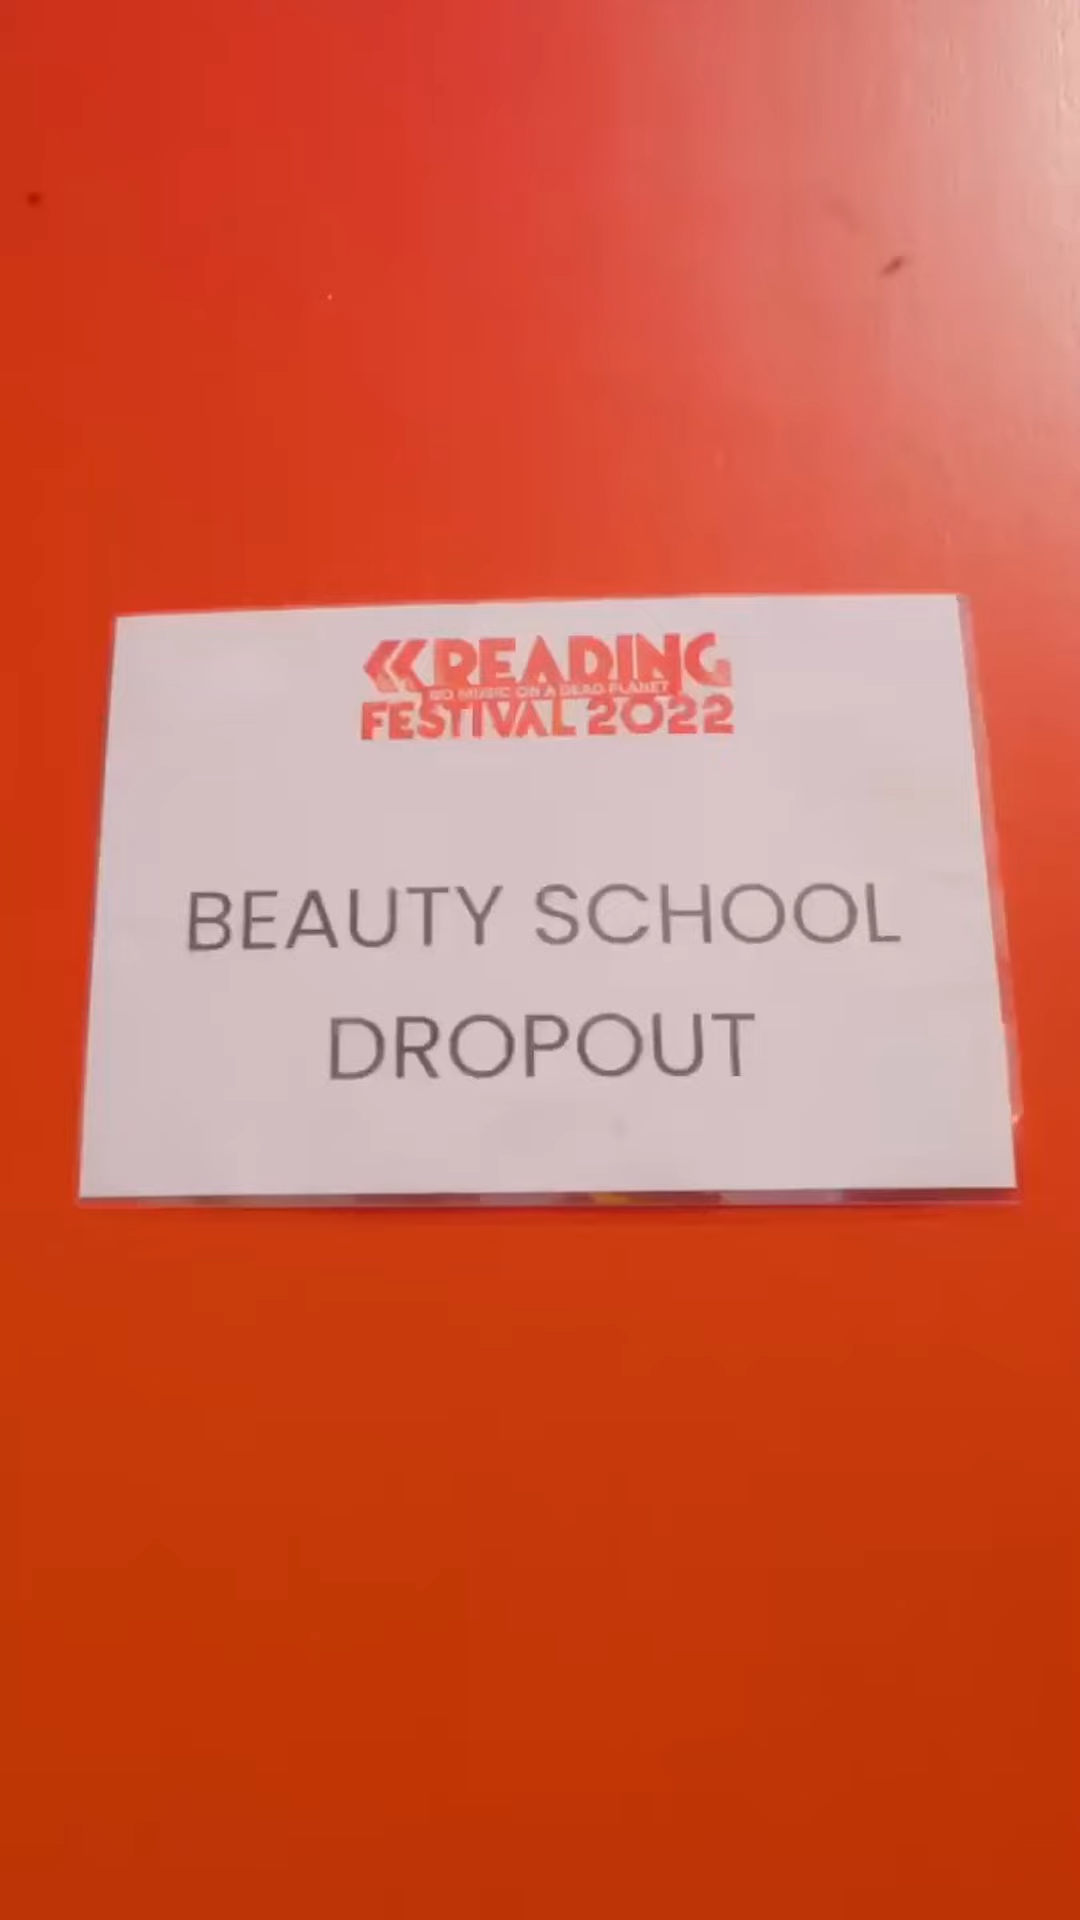 READING
NO MUSIC ON A DEAD PLANET
FESTIVAL 2022
BEAUTY SCHOOL
DROPOUT